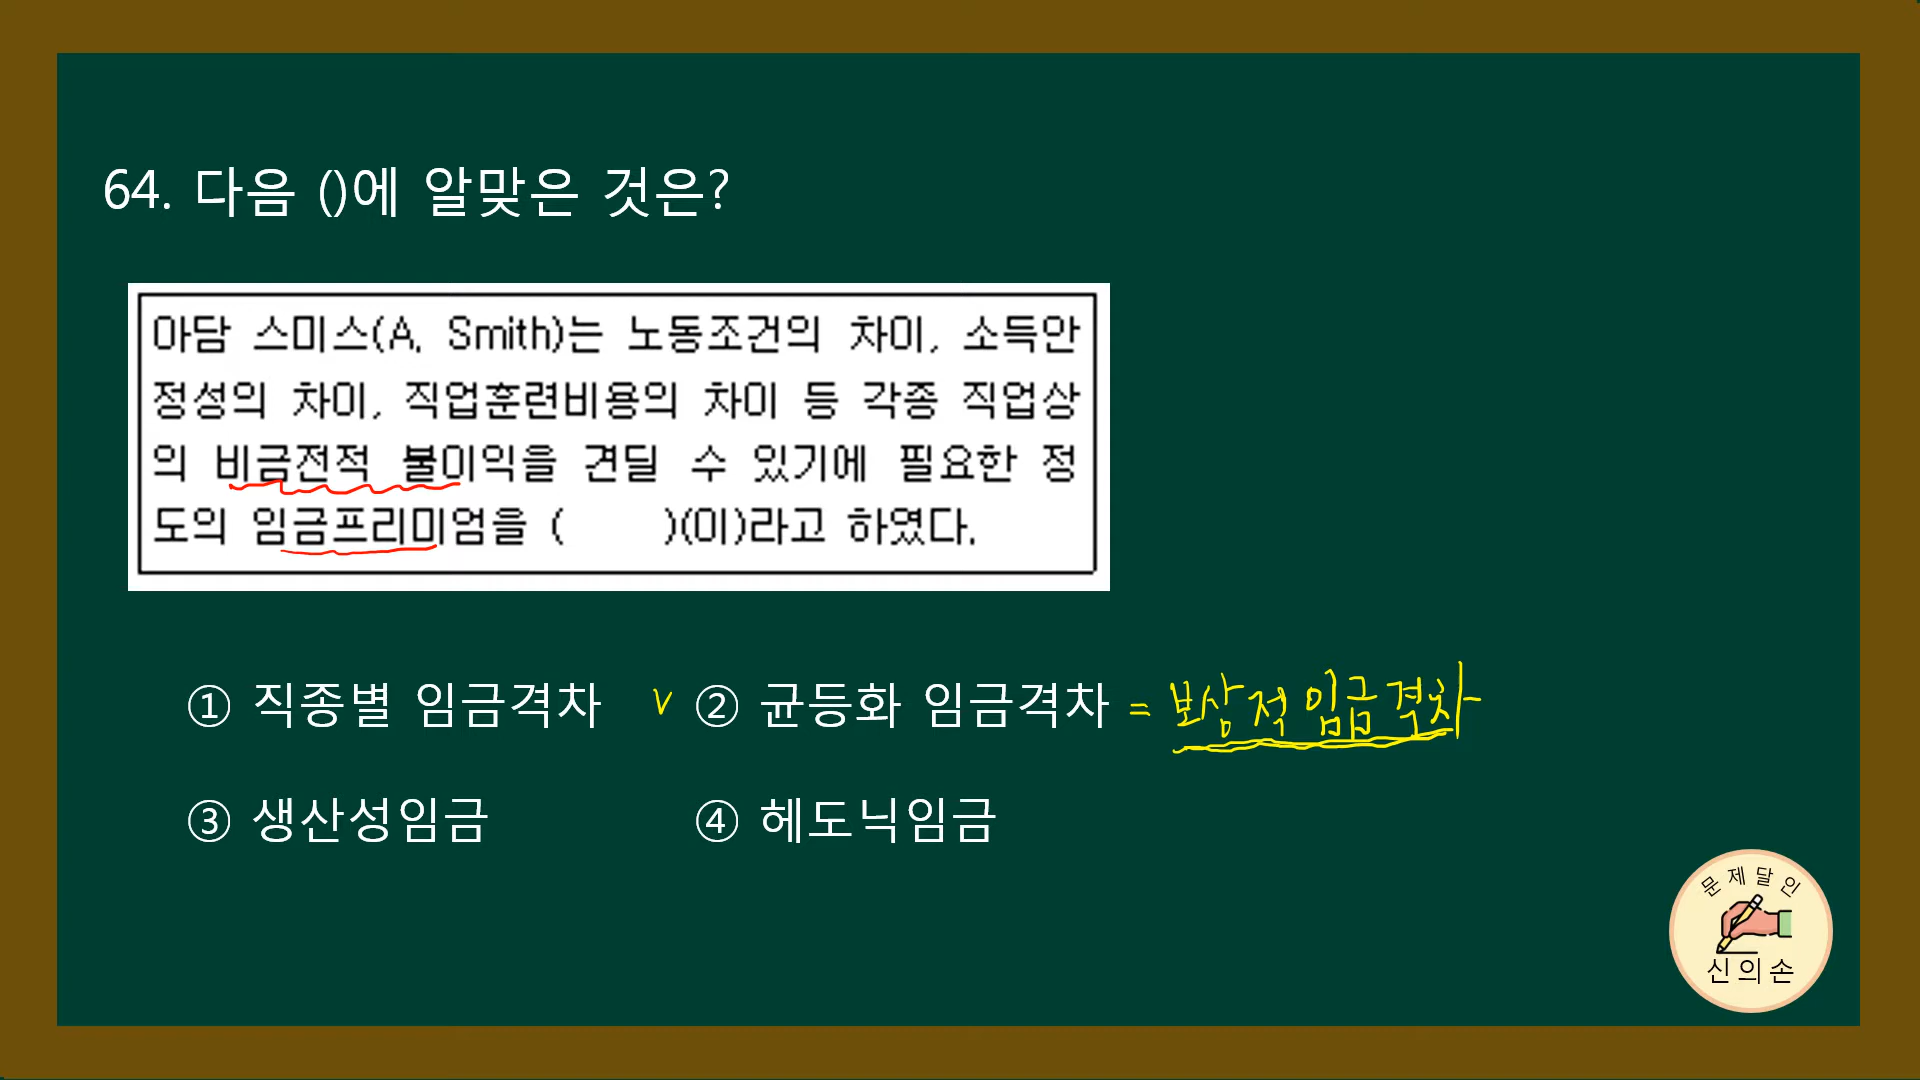 64. 다음 ()에 알맞은 것은?
아담 스미스(A. Smith)는 노동조건의 차이, 소득안
정성의 차이, 직업훈련비용의 차이 등 각종 직업상
의 비금전적 불이익을 견딜 수 있기에 필요한 정
도의 임금프리미엄을 (    )(이)라고 하였다.
① 직종별 임금격차 ∨ ② 균등화 임금격차 = 보상적 임금격차
③ 생산성임금 ④ 헤도닉임금
문제달인
신의손